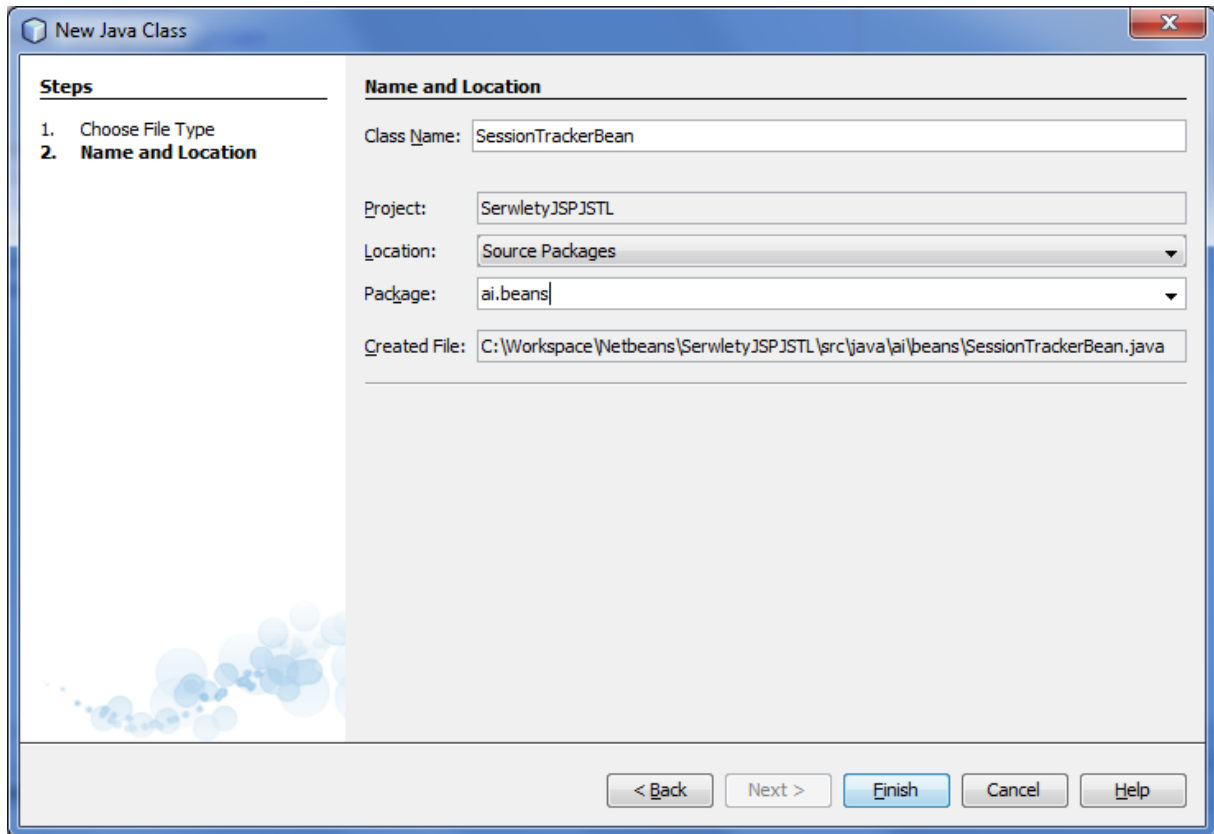 New Java Class
Steps
1. Choose File Type
2. Name and Location
Name and Location
Class Name: SessionTrackerBean
Project: SerwletyJSPJSTL
Location: Source Packages
Package: ai.beans
Created File: C:\Workspace\Netbeans\SerwletyJSPJSTL\src\java\ai\beans\SessionTrackerBean.java
< Back Next > Finish Cancel Help